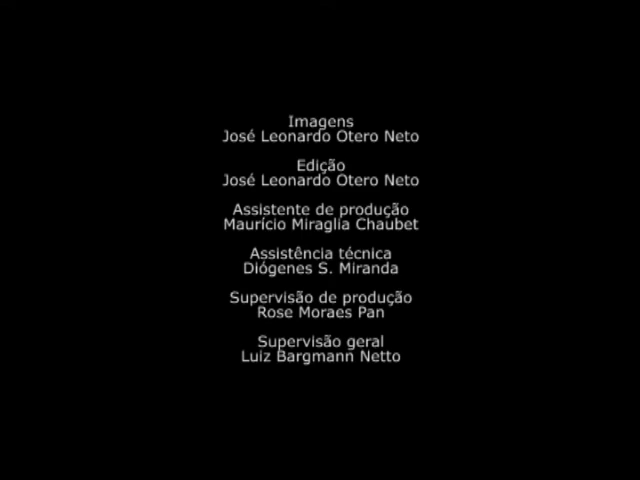 Imagens
José Leonardo Otero Neto
Edição
José Leonardo Otero Neto
Assistente de produção
Maurício Miraglia Chaubet
Assistência técnica
Diógenes S. Miranda
Supervisão de produção
Rose Moraes Pan
Supervisão geral
Luiz Bargmann Netto